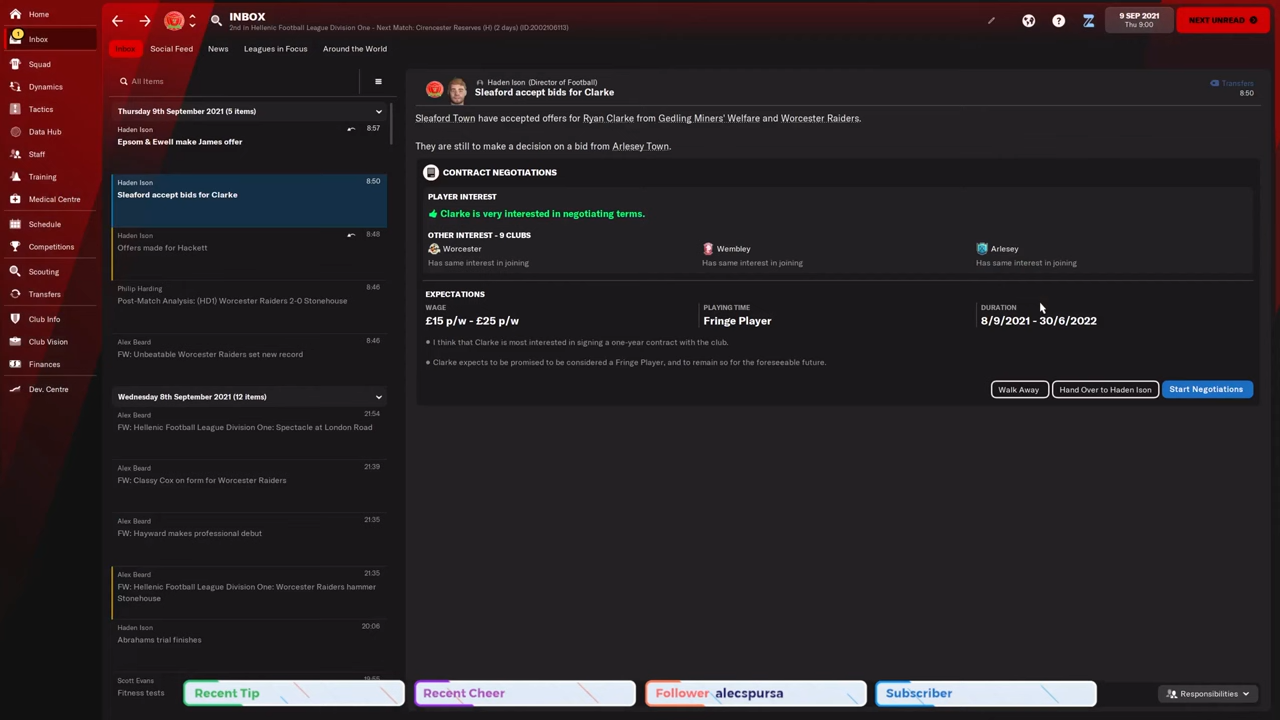 Home
1
Inbox
Squad
Dynamics
Tactics
Data Hub
Staff
Training
Medical Centre
Schedule
Competitions
Scouting
Transfers
Club Info
Club Vision
Finances
Dev. Centre
INBOX
2nd in Hellenic Football League Division One - Next Match: Cirencester Reserves (H) (2 days) (ID:2002106113)
9 SEP 2021
Thu 9:00
NEXT UNREAD
Inbox
Social Feed
News
Leagues in Focus
Around the World
All Items
Thursday 9th September 2021 (5 items)
Haden Ison 8:57
Epsom & Ewell make James offer
Haden Ison 8:50
Sleaford accept bids for Clarke
Haden Ison 8:48
Offers made for Hackett
Philip Harding 8:46
Post-Match Analysis: (HD1) Worcester Raiders 2-0 Stonehouse
Alex Beard 8:46
FW: Unbeatable Worcester Raiders set new record
Wednesday 8th September 2021 (12 items)
Alex Beard 21:54
FW: Hellenic Football League Division One: Spectacle at London Road
Alex Beard 21:39
FW: Classy Cox on form for Worcester Raiders
Alex Beard 21:35
FW: Hayward makes professional debut
Alex Beard 21:35
FW: Hellenic Football League Division One: Worcester Raiders hammer
Stonehouse
Haden Ison 20:06
Abrahams trial finishes
Scott Evans 19:55
Fitness tests
Haden Ison (Director of Football)
Sleaford accept bids for Clarke
Transfers
8:50
Sleaford Town have accepted offers for Ryan Clarke from Gedling Miners' Welfare and Worcester Raiders.
They are still to make a decision on a bid from Arlesey Town.
CONTRACT NEGOTIATIONS
PLAYER INTEREST
Clarke is very interested in negotiating terms.
OTHER INTEREST - 9 CLUBS
Worcester
Has same interest in joining
Wembley
Has same interest in joining
Arlesey
Has same interest in joining
EXPECTATIONS
WAGE
£15 p/w - £25 p/w
PLAYING TIME
Fringe Player
DURATION
8/9/2021 - 30/6/2022
I think that Clarke is most interested in signing a one-year contract with the club.
Clarke expects to be promised to be considered a Fringe Player, and to remain so for the foreseeable future.
Walk Away
Hand Over to Haden Ison
Start Negotiations
Recent Tip
Recent Cheer
Follower alecspursa
Subscriber
Responsibilities